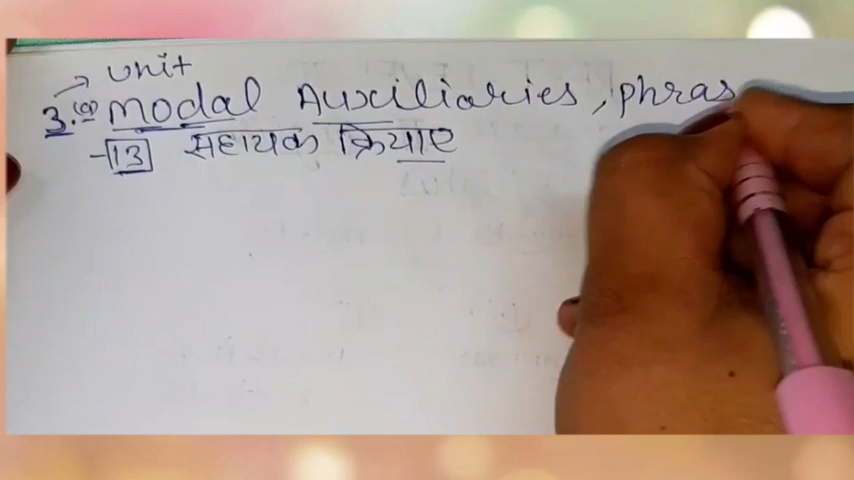 unit
3.(a) Modal Auxiliaries, phras
-13 सहायक क्रियाए